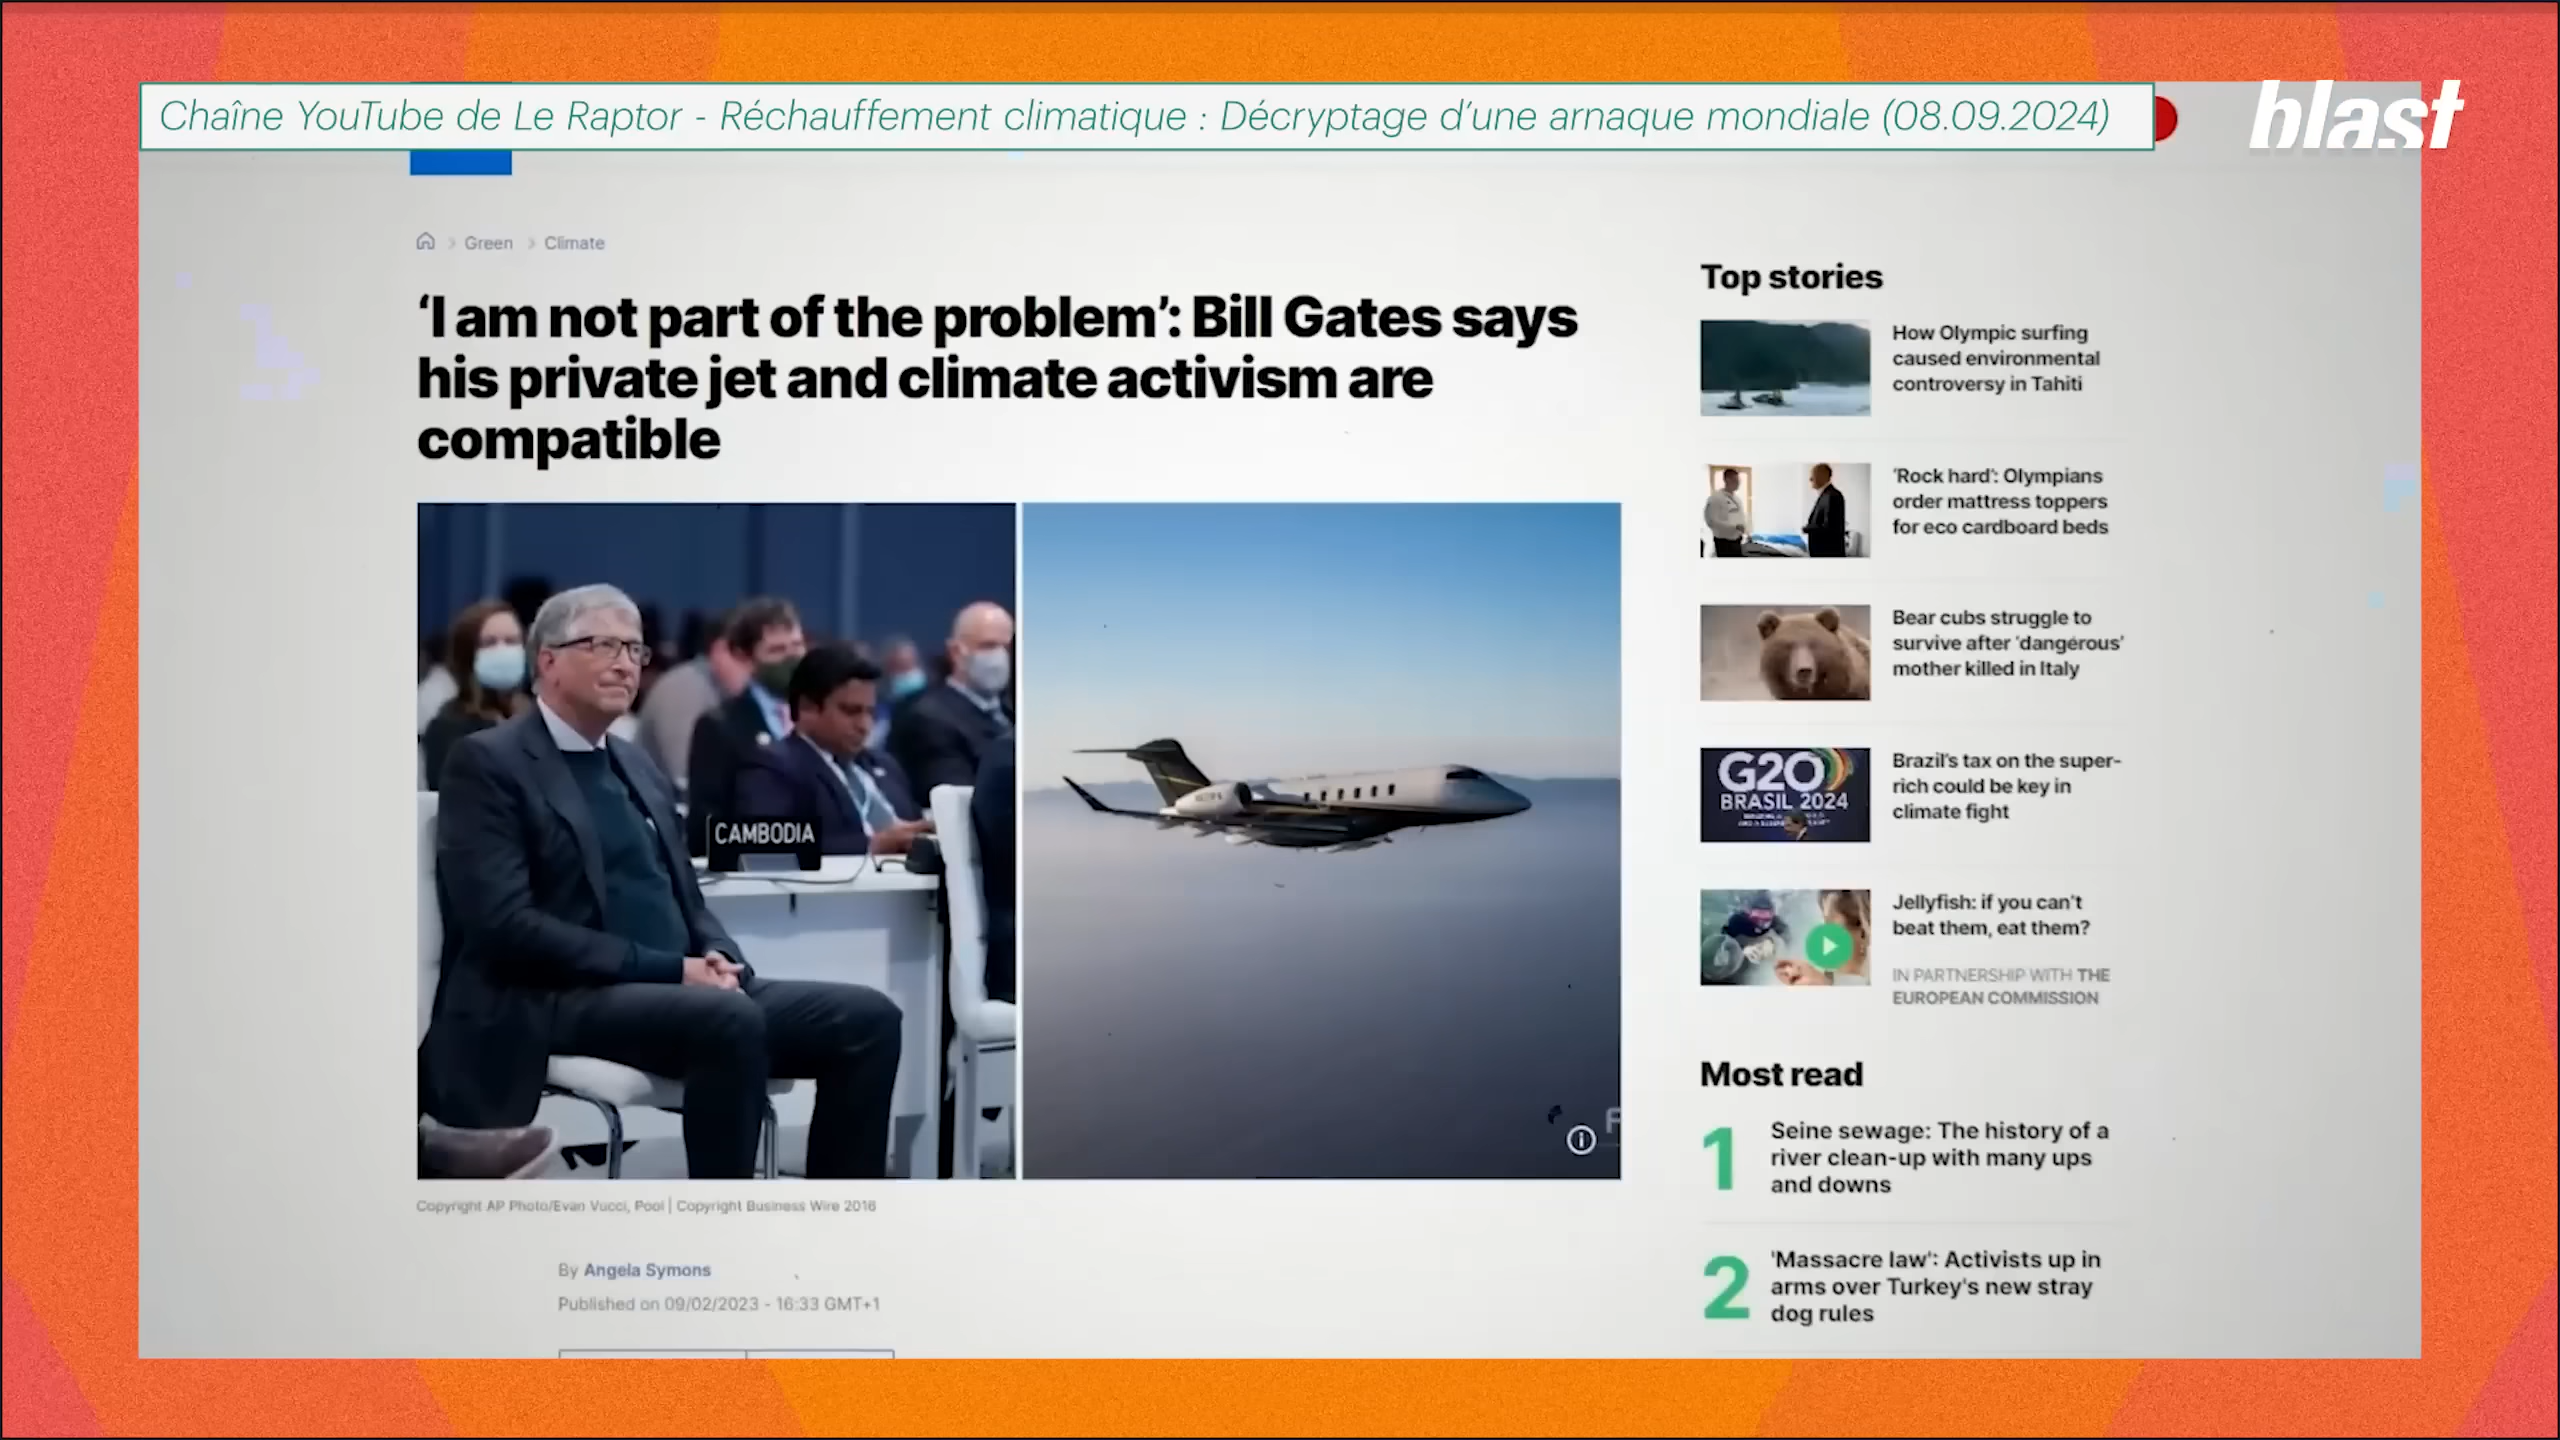 Chaîne YouTube de Le Raptor - Réchauffement climatique : Décryptage d'une arnaque mondiale (08.09.2024)
blast
Green > Climate
‘I am not part of the problem’: Bill Gates says
his private jet and climate activism are
compatible
CAMBODIA
Copyright AP Photo/Evan Vucci, Pool | Copyright Business Wire 2016
By Angela Symons
Published on 09/02/2023 - 16:33 GMT+1
Top stories
How Olympic surfing
caused environmental
controversy in Tahiti
‘Rock hard’: Olympians
order mattress toppers
for eco cardboard beds
Bear cubs struggle to
survive after ‘dangerous’
mother killed in Italy
G20
BRASIL 2024
Brazil’s tax on the super-
rich could be key in
climate fight
Jellyfish: if you can’t
beat them, eat them?
IN PARTNERSHIP WITH THE
EUROPEAN COMMISSION
Most read
1
Seine sewage: The history of a
river clean-up with many ups
and downs
2
'Massacre law': Activists up in
arms over Turkey's new stray
dog rules